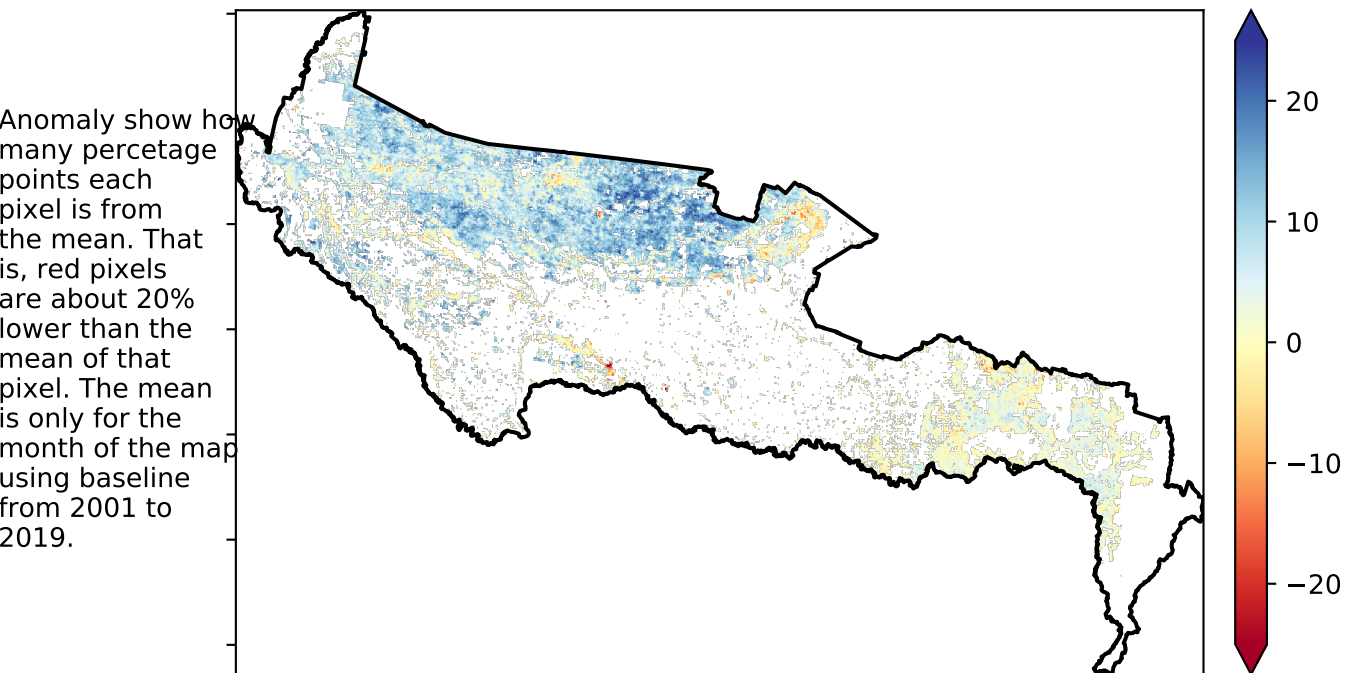 Anomaly show how
many percetage
points each
pixel is from
the mean. That
is, red pixels
are about 20%
lower than the
mean of that
pixel. The mean
is only for the
month of the map
using baseline
from 2001 to
2019.
20
10
0
−10
−20